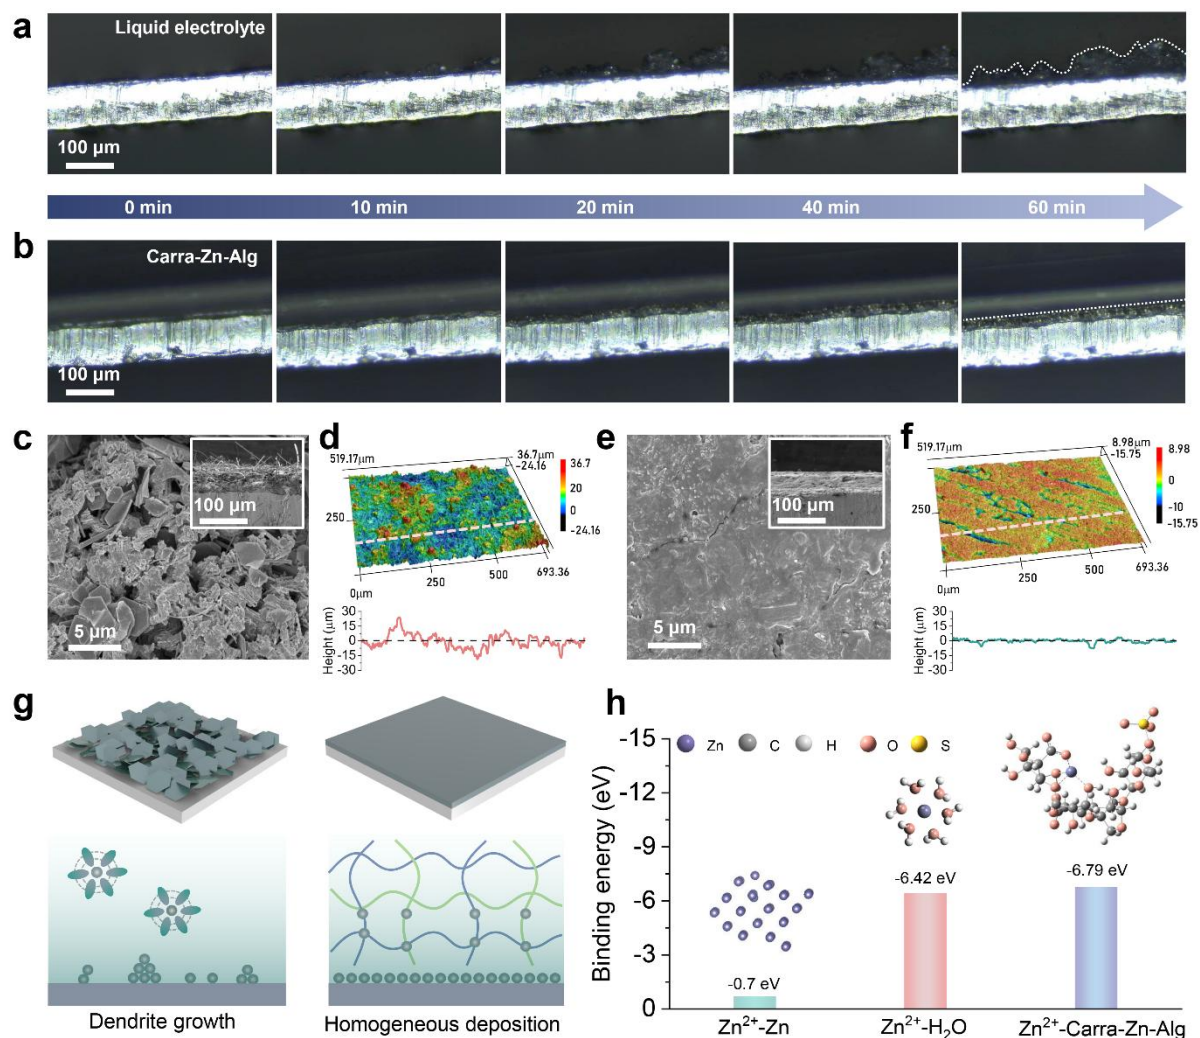 a
Liquid electrolyte
100 μm
0 min 10 min 20 min 40 min 60 min
b
Carra-Zn-Alg
100 μm
c
100 μm
5 μm
d
519.17μm
36.7μm
-24.16
36.7
20
0
-24.16
250
0μm
250
500
693.36
Height (μm)
30
15
0
-15
-30
e
100 μm
5 μm
f
519.17μm
8.98 μm
-15.75
8.98
0
-10
-15.75
250
0μm
250
500
693.36
Height (μm)
30
15
0
-15
-30
g
Dendrite growth
Homogeneous deposition
h
Binding energy (eV)
-15
-12
-9
-6
-3
0
Zn C H O S
-0.7 eV
-6.42 eV
-6.79 eV
Zn²⁺-Zn
Zn²⁺-H₂O
Zn²⁺-Carra-Zn-Alg